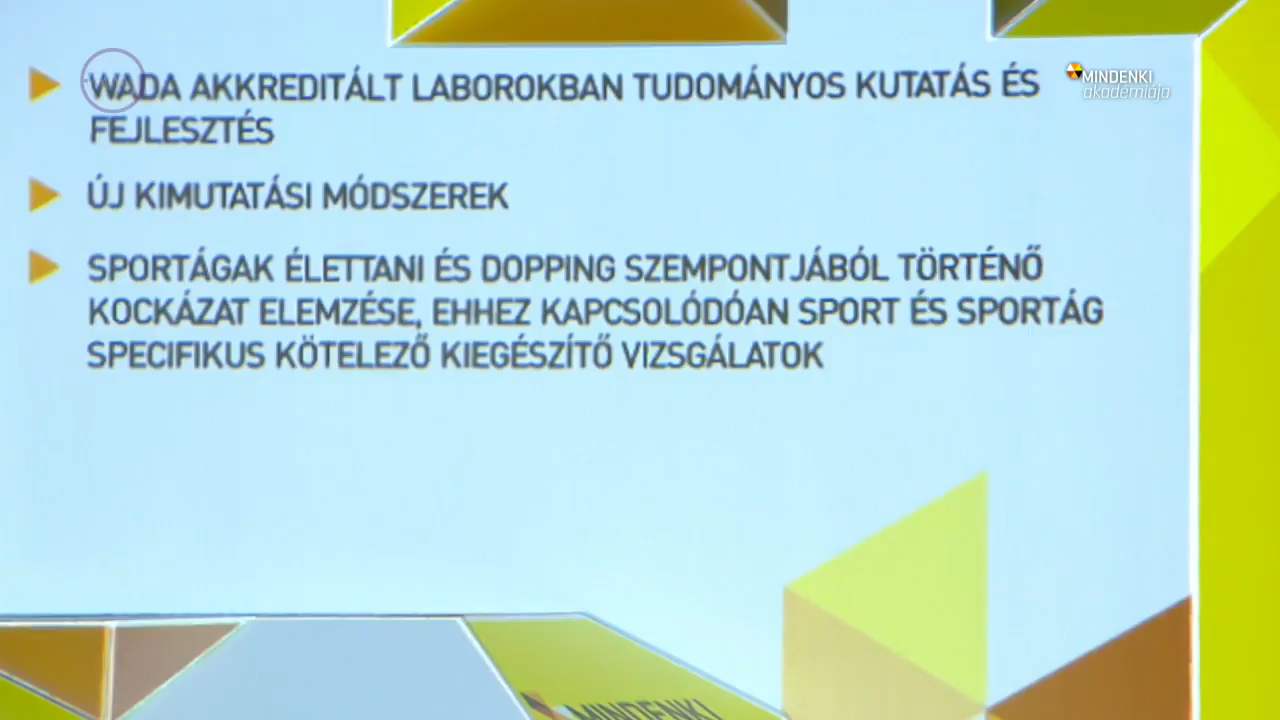 WADA AKKREDITÁLT LABOROKBAN TUDOMÁNYOS KUTATÁS ÉS
FEJLESZTÉS
ÚJ KIMUTATÁSI MÓDSZEREK
SPORTÁGAK ÉLETTANI ÉS DOPPING SZEMPONTJÁBÓL TÖRTÉNŐ
KOCKÁZAT ELEMZÉSE, EHHEZ KAPCSOLÓDÓAN SPORT ÉS SPORTÁG
SPECIFIKUS KÖTELEZŐ KIEGÉSZÍTŐ VIZSGÁLATOK
MINDENKI
akadémiája
MINDENKI